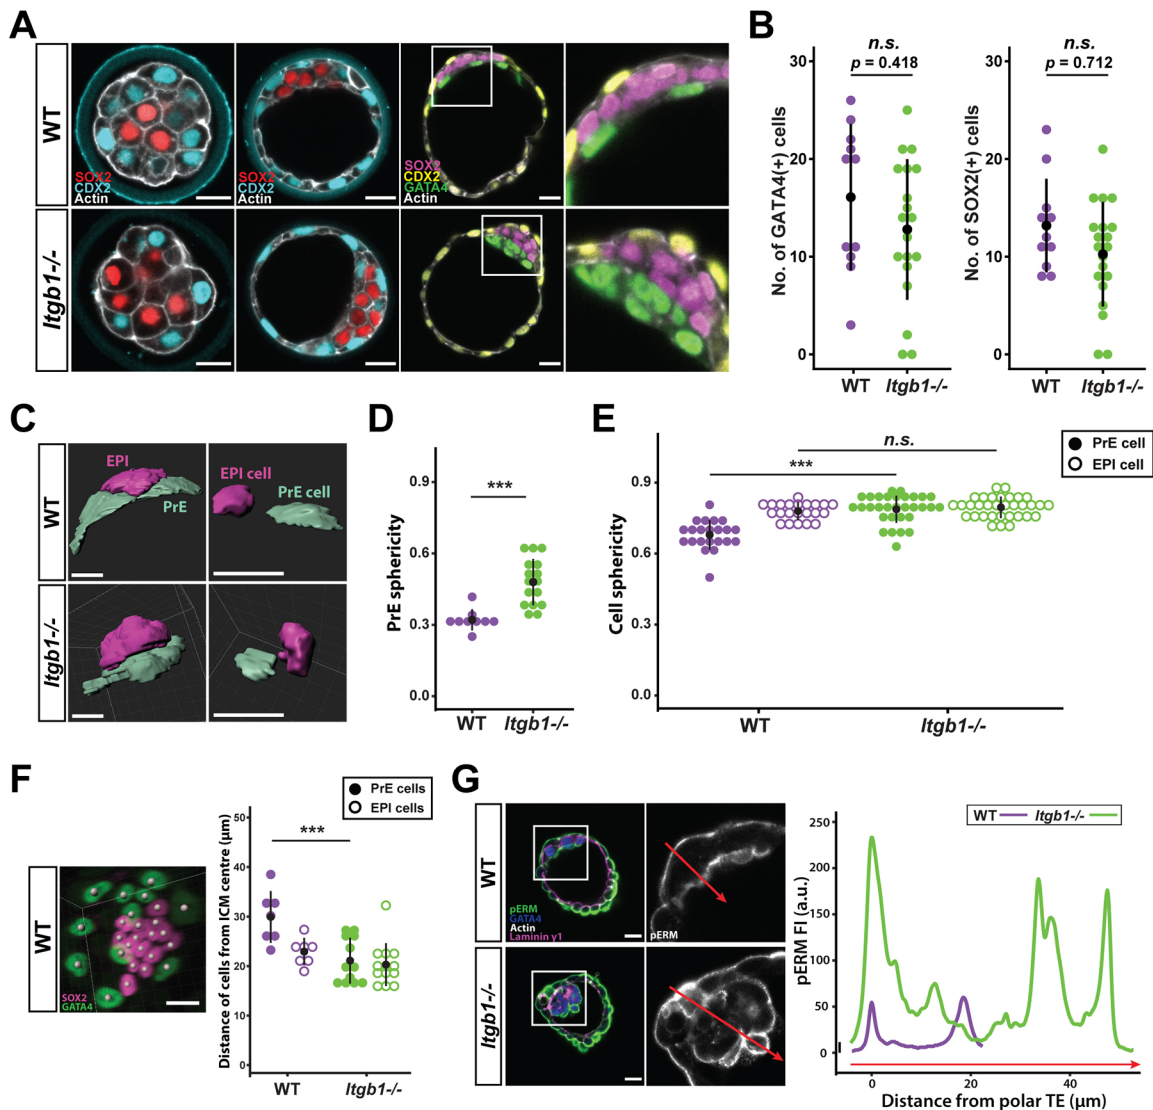 A
WT
SOX2
CDX2
Actin
SOX2
CDX2
Actin
SOX2
CDX2
GATA4
Actin
Itgb1-/-
B
n.s.
p = 0.418
No. of GATA4(+) cells
30
20
10
0
WT
Itgb1-/-
n.s.
p = 0.712
No. of SOX2(+) cells
30
20
10
0
WT
Itgb1-/-
C
WT
EPI
PrE
EPI cell
PrE cell
Itgb1-/-
D
***
PrE sphericity
0.9
0.6
0.3
0.0
WT
Itgb1-/-
E
PrE cell
EPI cell
n.s.
***
Cell sphericity
0.9
0.6
0.3
0.0
WT
Itgb1-/-
F
WT
SOX2
GATA4
PrE cells
EPI cells
***
Distance of cells from ICM centre (µm)
50
40
30
20
10
0
WT
Itgb1-/-
G
WT
pERM
GATA4
Actin
Laminin γ1
pERM
Itgb1-/-
WT
Itgb1-/-
pERM FI (a.u.)
250
200
150
100
50
0
0
20
40
Distance from polar TE (µm)